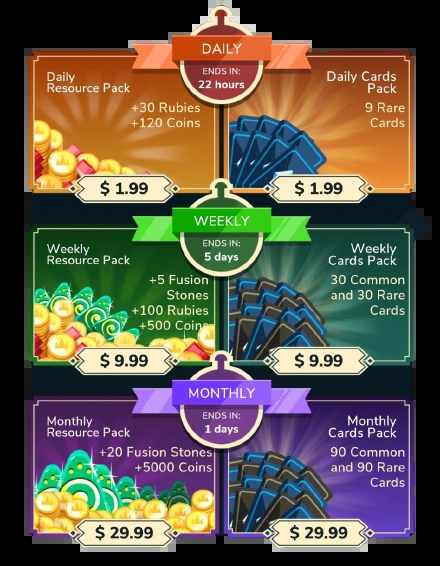 DAILY
ENDS IN:
22 hours
Daily
Resource Pack
+30 Rubies
+120 Coins
$ 1.99
Daily Cards
Pack
9 Rare
Cards
$ 1.99
WEEKLY
ENDS IN:
5 days
Weekly
Resource Pack
+5 Fusion
Stones
+100 Rubies
+500 Coins
$ 9.99
Weekly
Cards Pack
30 Common
and 30 Rare
Cards
$ 9.99
MONTHLY
ENDS IN:
1 days
Monthly
Resource Pack
+20 Fusion Stones
+5000 Coins
$ 29.99
Monthly
Cards Pack
90 Common
and 90 Rare
Cards
$ 29.99